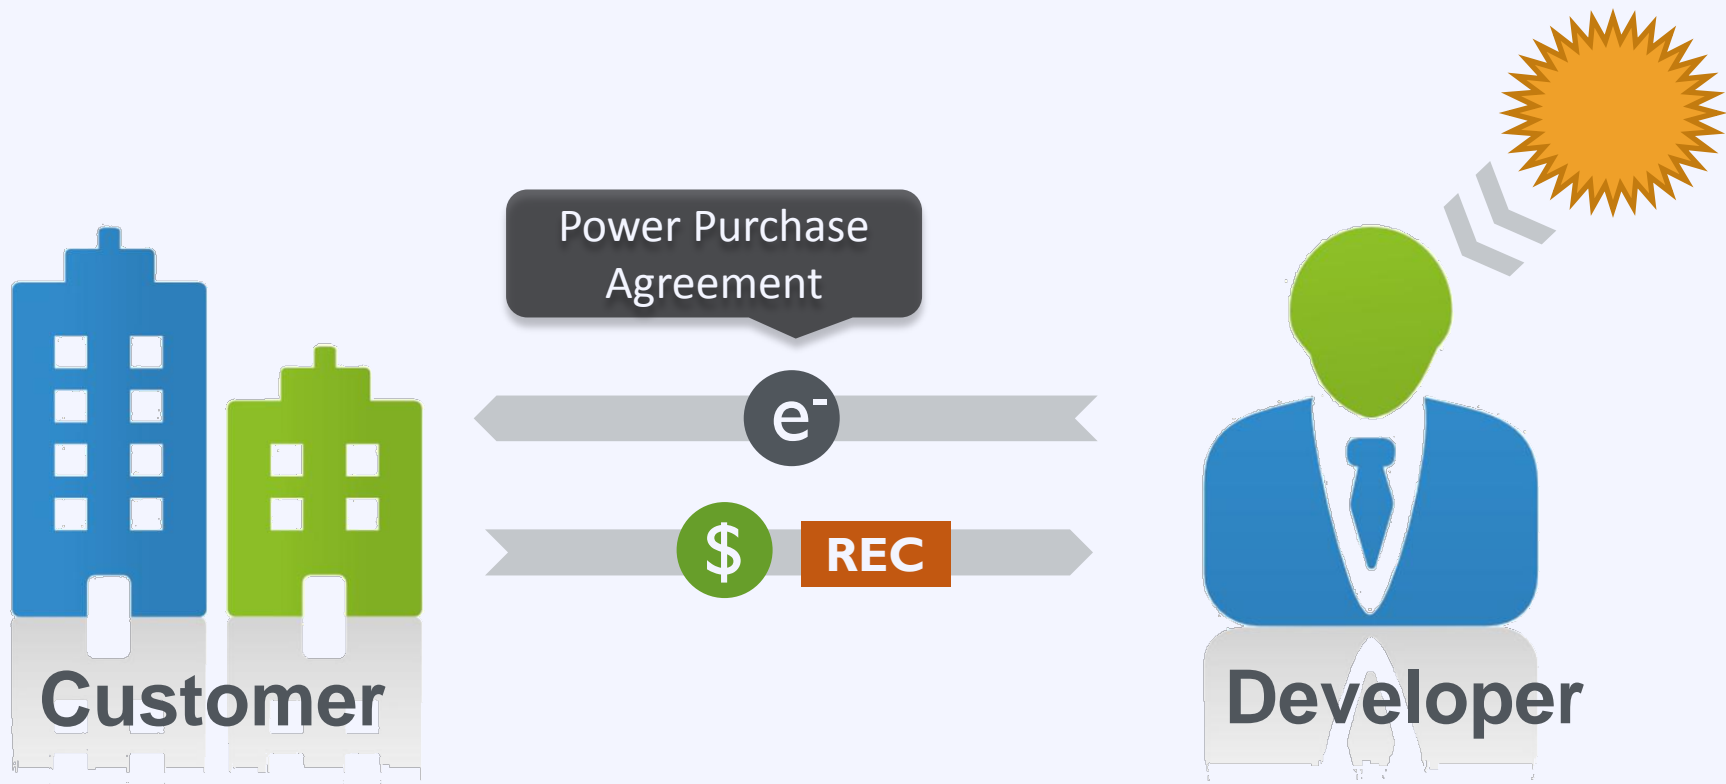 Power Purchase
Agreement
e⁻
$ REC
Customer
Developer